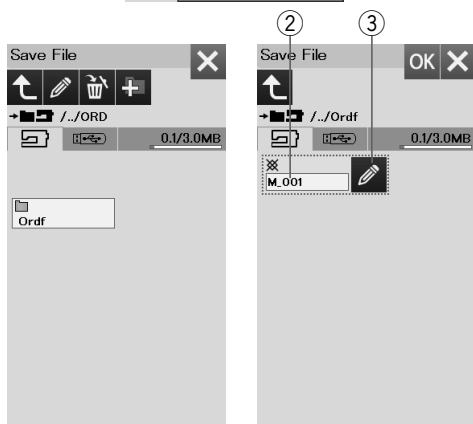 ② ③
Save File
/../ORD
0.1/3.0MB
Ordf
Save File OK
/../Ordf
0.1/3.0MB
M_001